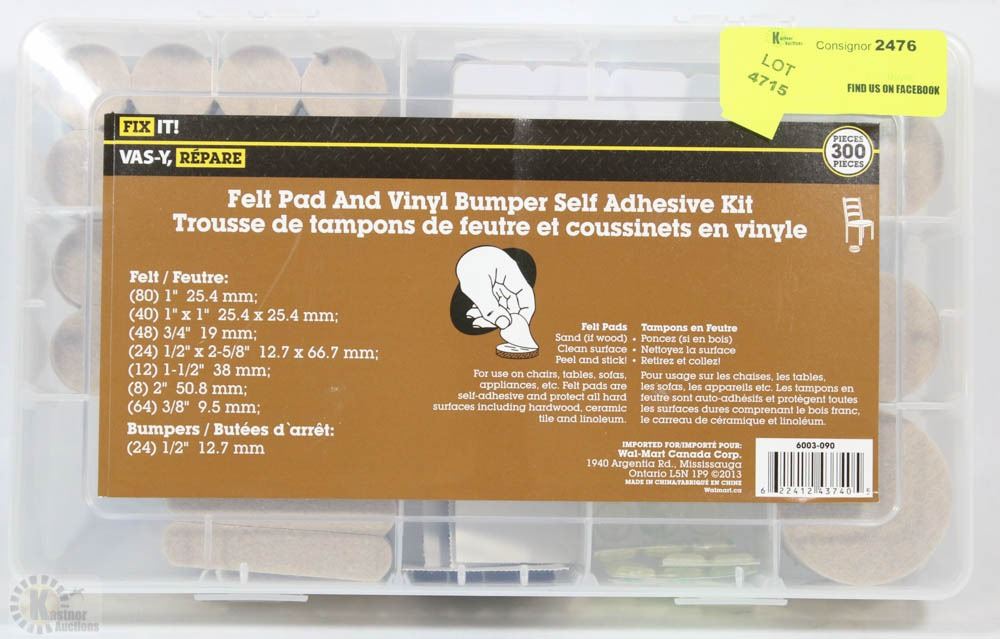 Kastner Auctions
Consignor 2476
LOT 4715
FIND US ON FACEBOOK
FIX IT!
VAS-Y, RÉPARE
PIECES
300
PIECES
Felt Pad And Vinyl Bumper Self Adhesive Kit
Trousse de tampons de feutre et coussinets en vinyle
Felt / Feutre:
(80) 1" 25.4 mm;
(40) 1" x 1" 25.4 x 25.4 mm;
(48) 3/4" 19 mm;
(24) 1/2" x 2-5/8" 12.7 x 66.7 mm;
(12) 1-1/2" 38 mm;
(8) 2" 50.8 mm;
(64) 3/8" 9.5 mm;
Bumpers / Butées d`arrêt:
(24) 1/2" 12.7 mm
Felt Pads
Sand (if wood) •
Clean surface •
Peel and stick! •
For use on chairs, tables, sofas,
appliances, etc. Felt pads are
self-adhesive and protect all hard
surfaces including hardwood, ceramic
tile and linoleum.
Tampons en Feutre
Poncez (si en bois)
Nettoyez la surface
Retirez et collez!
Pour usage sur les chaises, les tables,
les sofas, les appareils etc. Les tampons en
feutre sont auto-adhésifs et protègent toutes
les surfaces dures comprenant le bois franc,
le carreau de céramique et linoléum.
IMPORTED FOR/IMPORTÉ POUR:
Wal-Mart Canada Corp.
1940 Argentia Rd., Mississauga
Ontario L5N 1P9 ©2013
MADE IN CHINA/FABRIQUÉ EN CHINE
Walmart.ca
6003-090
6 22412 43740 5
Kastner
Auctions